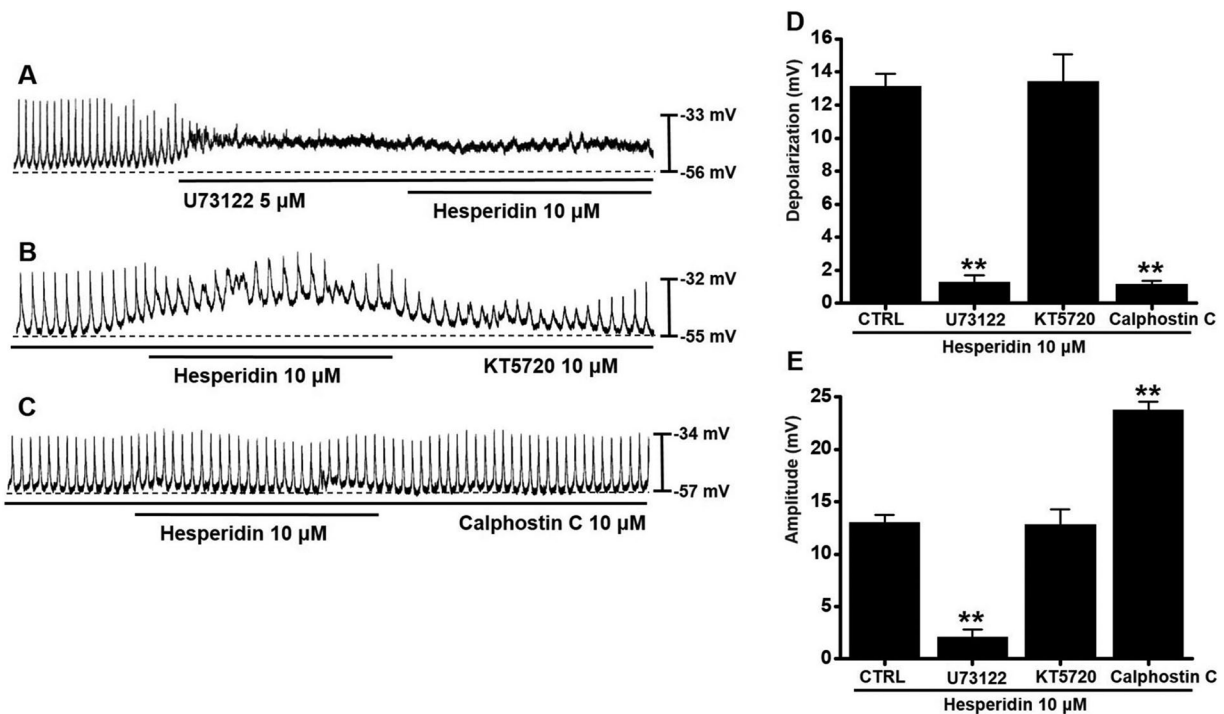 A
-33 mV
-56 mV
U73122 5 µM
Hesperidin 10 µM
B
-32 mV
-55 mV
Hesperidin 10 µM
KT5720 10 µM
C
-34 mV
-57 mV
Hesperidin 10 µM
Calphostin C 10 µM
D
Depolarization (mV)
16
14
12
10
8
6
4
2
0
**
**
CTRL U73122 KT5720 Calphostin C
Hesperidin 10 µM
E
Amplitude (mV)
25
20
15
10
5
0
**
**
CTRL U73122 KT5720 Calphostin C
Hesperidin 10 µM